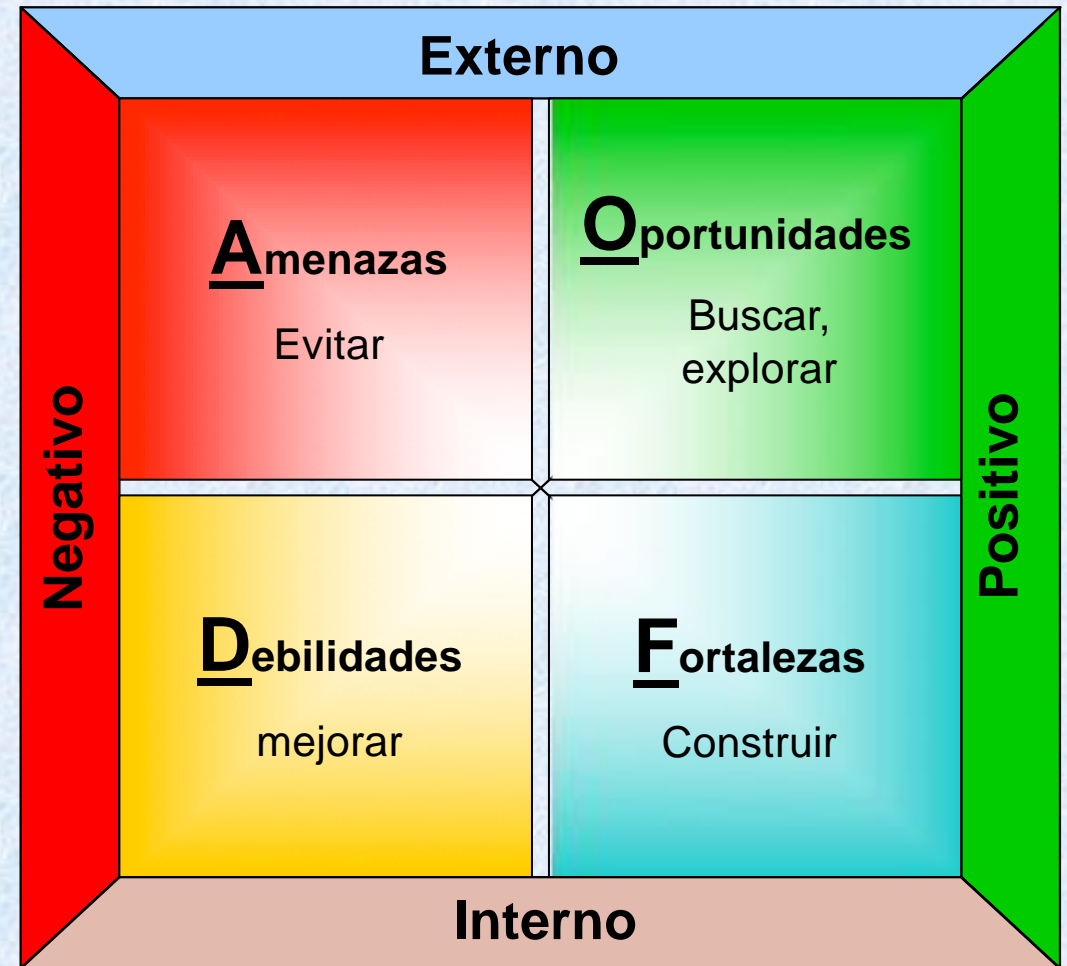 Externo
Negativo
Amenazas
Evitar
Oportunidades
Buscar,
explorar
Positivo
Debilidades
mejorar
Fortalezas
Construir
Interno